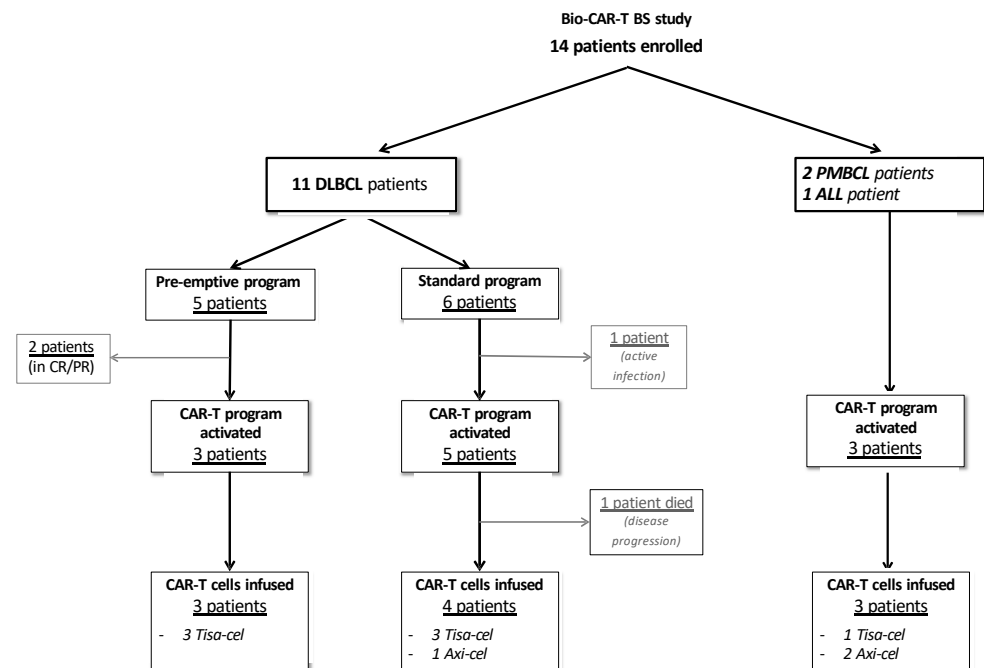 Bio-CAR-T BS study
14 patients enrolled
11 DLBCL patients
2 PMBCL patients
1 ALL patient
Pre-emptive program
5 patients
Standard program
6 patients
2 patients
(in CR/PR)
1 patient
(active
infection)
CAR-T program
activated
3 patients
CAR-T program
activated
5 patients
CAR-T program
activated
3 patients
1 patient died
(disease
progression)
CAR-T cells infused
3 patients
- 3 Tisa-cel
CAR-T cells infused
4 patients
- 3 Tisa-cel
- 1 Axi-cel
CAR-T cells infused
3 patients
- 1 Tisa-cel
- 2 Axi-cel